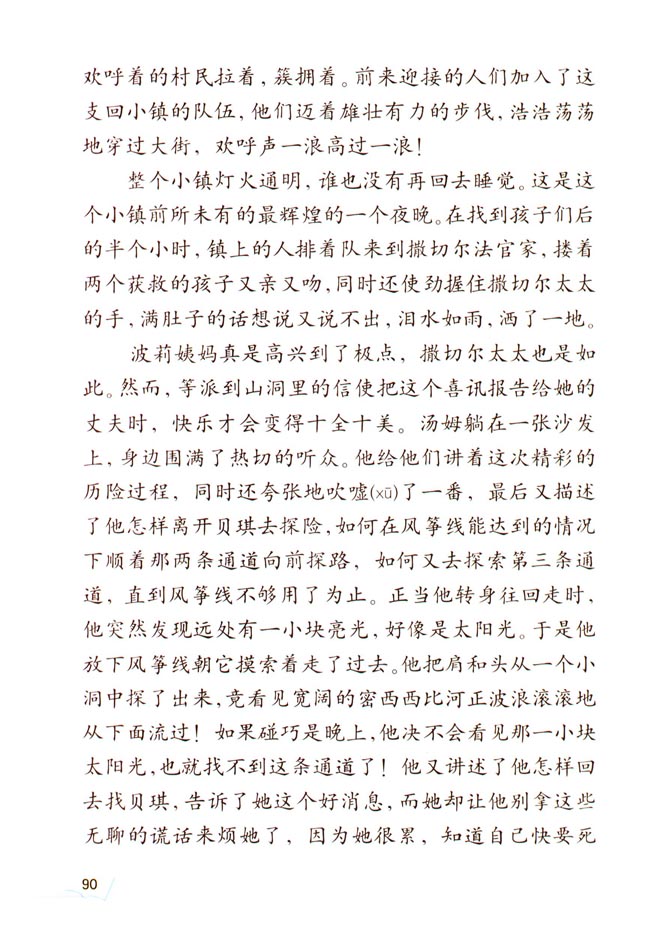 欢呼着的村民拉着，簇拥着。前来迎接的人们加入了这
支回小镇的队伍，他们迈着雄壮有力的步伐，浩浩荡荡
地穿过大街，欢呼声一浪高过一浪！
整个小镇灯火通明，谁也没有再回去睡觉。这是这
个小镇前所未有的最辉煌的一个夜晚。在找到孩子们后
的半个小时，镇上的人排着队来到撒切尔法官家，搂着
两个获救的孩子又亲又吻，同时还使劲握住撒切尔太太
的手，满肚子的话想说又说不出，泪水如雨，洒了一地。
波莉姨妈真是高兴到了极点，撒切尔太太也是如
此。然而，等派到山洞里的信使把这个喜讯报告给她的
丈夫时，快乐才会变得十全十美。汤姆躺在一张沙发
上，身边围满了热切的听众。他给他们讲着这次精彩的
历险过程，同时还夸张地吹嘘(xū)了一番，最后又描述
了他怎样离开贝琪去探险，如何在风筝线能达到的情况
下顺着那两条通道向前探路，如何又去探索第三条通
道，直到风筝线不够用了为止。正当他转身往回走时，
他突然发现远处有一小块亮光，好像是太阳光。于是他
放下风筝线朝它摸索着走了过去。他把肩和头从一个小
洞中探了出来，竟看见宽阔的密西西比河正波浪滚滚地
从下面流过！如果碰巧是晚上，他决不会看见那一小块
太阳光，也就找不到这条通道了！他又讲述了他怎样回
去找贝琪，告诉了她这个好消息，而她却让他别拿这些
无聊的谎话来烦她了，因为她很累，知道自己快要死
90